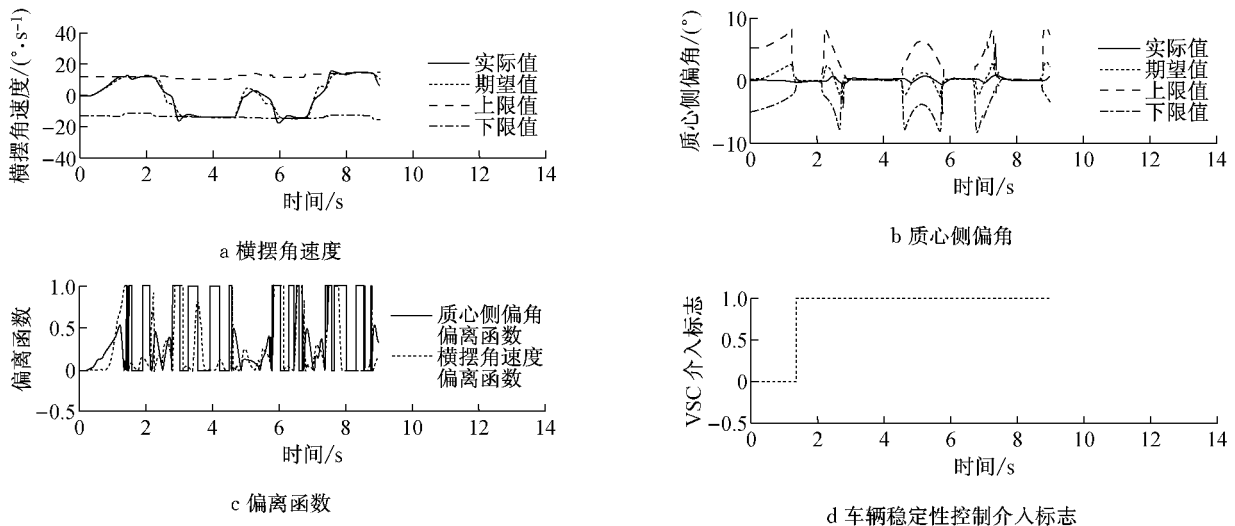 横摆角速度/(°·s⁻¹)
40
20
0
−20
−40
0 2 4 6 8 10 12 14
时间/s
实际值
期望值
上限值
下限值
a 横摆角速度
质心侧偏角/(°)
10
0
−10
0 2 4 6 8 10 12 14
时间/s
实际值
期望值
上限值
下限值
b 质心侧偏角
偏离函数
1.0
0.5
0
−0.5
0 2 4 6 8 10 12 14
时间/s
质心侧偏角
偏离函数
横摆角速度
偏离函数
c 偏离函数
VSC 介入标志
1.0
0.5
0
−0.5
0 2 4 6 8 10 12 14
时间/s
d 车辆稳定性控制介入标志